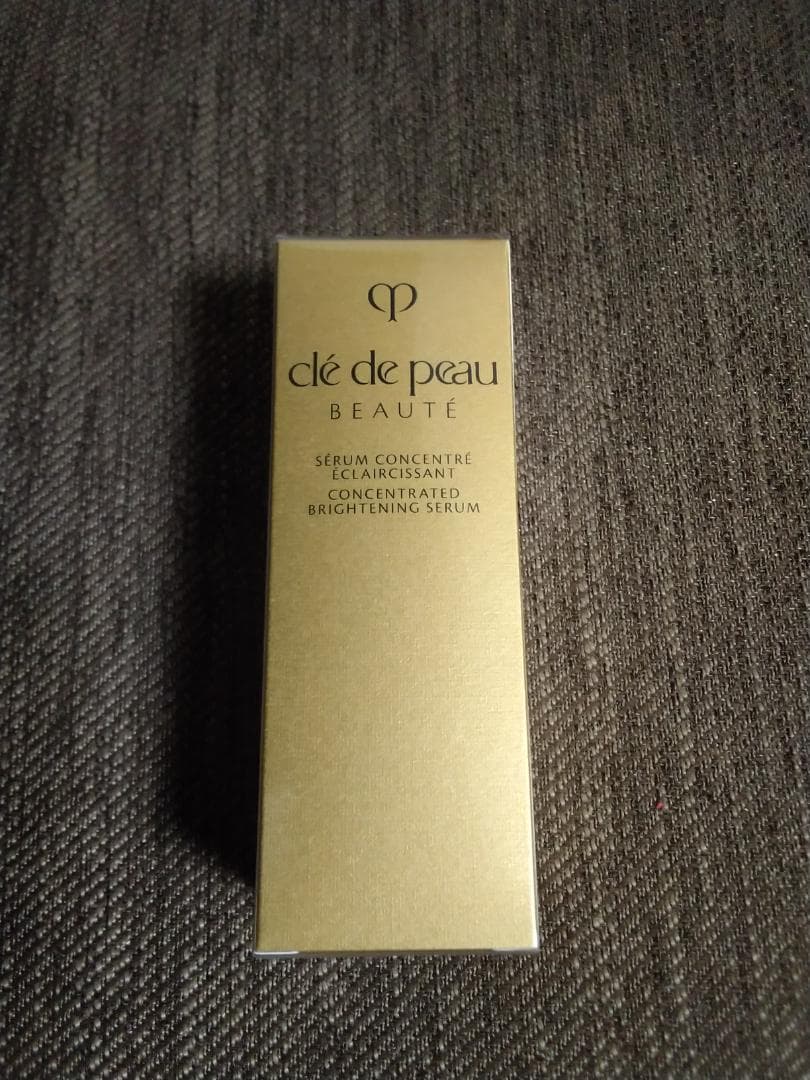 clé de peau
BEAUTÉ
SÉRUM CONCENTRÉ
ÉCLAIRCISSANT
CONCENTRATED
BRIGHTENING SERUM